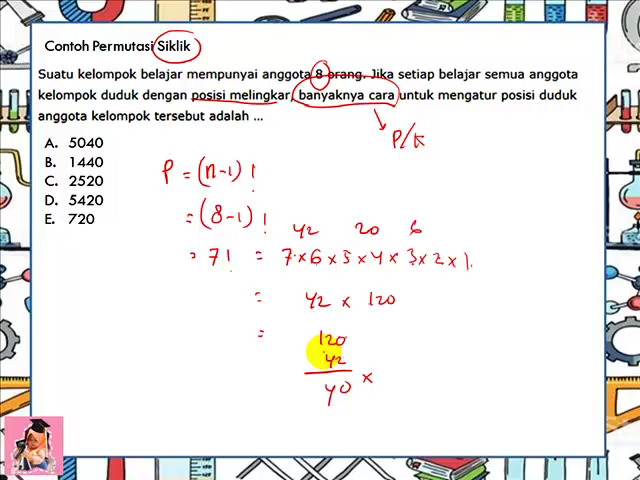 Contoh Permutasi Siklik
Suatu kelompok belajar mempunyai anggota 8 orang. Jika setiap belajar semua anggota
kelompok duduk dengan posisi melingkar, banyaknya cara untuk mengatur posisi duduk
anggota kelompok tersebut adalah ...
P/K
A. 5040
B. 1440
C. 2520
D. 5420
E. 720
P = (n-1)!
= (8-1)!
42 20 6
= 7! = 7×6×5×4×3×2×1
= 42 × 120
= 120
42
×
40